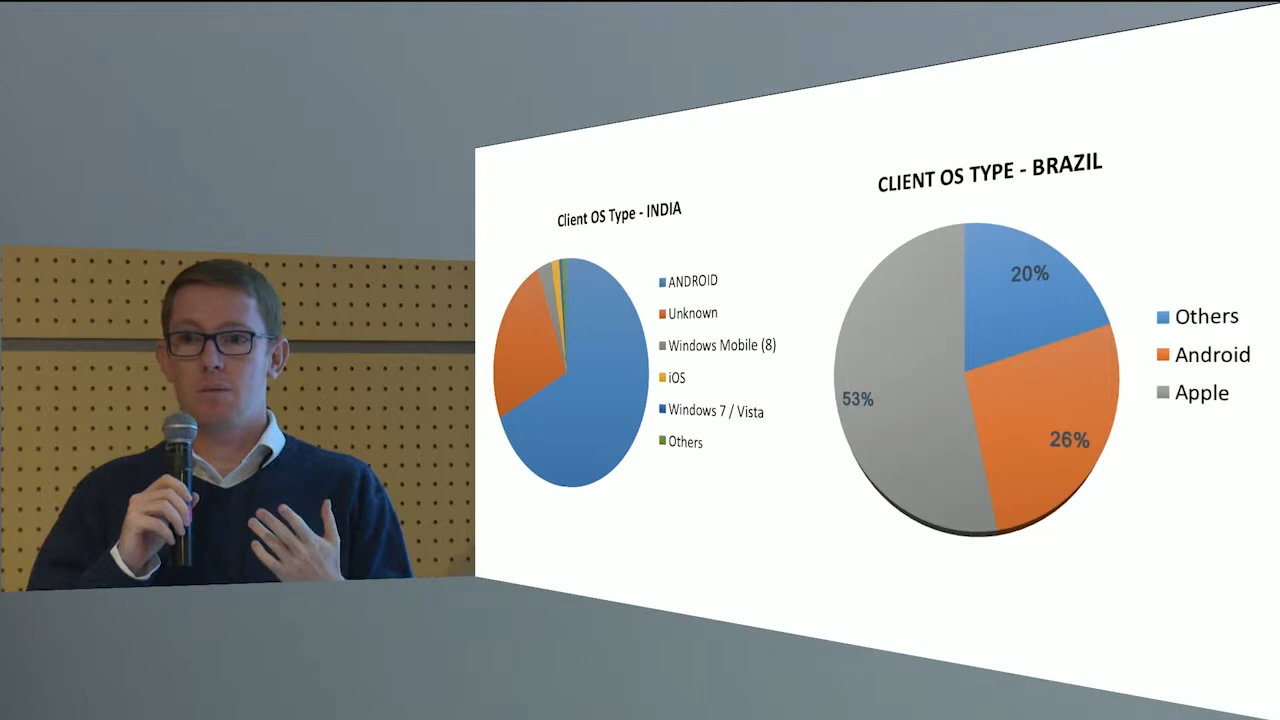 Client OS Type - INDIA
ANDROID
Unknown
Windows Mobile (8)
iOS
Windows 7 / Vista
Others
CLIENT OS TYPE - BRAZIL
20%
53%
26%
Others
Android
Apple